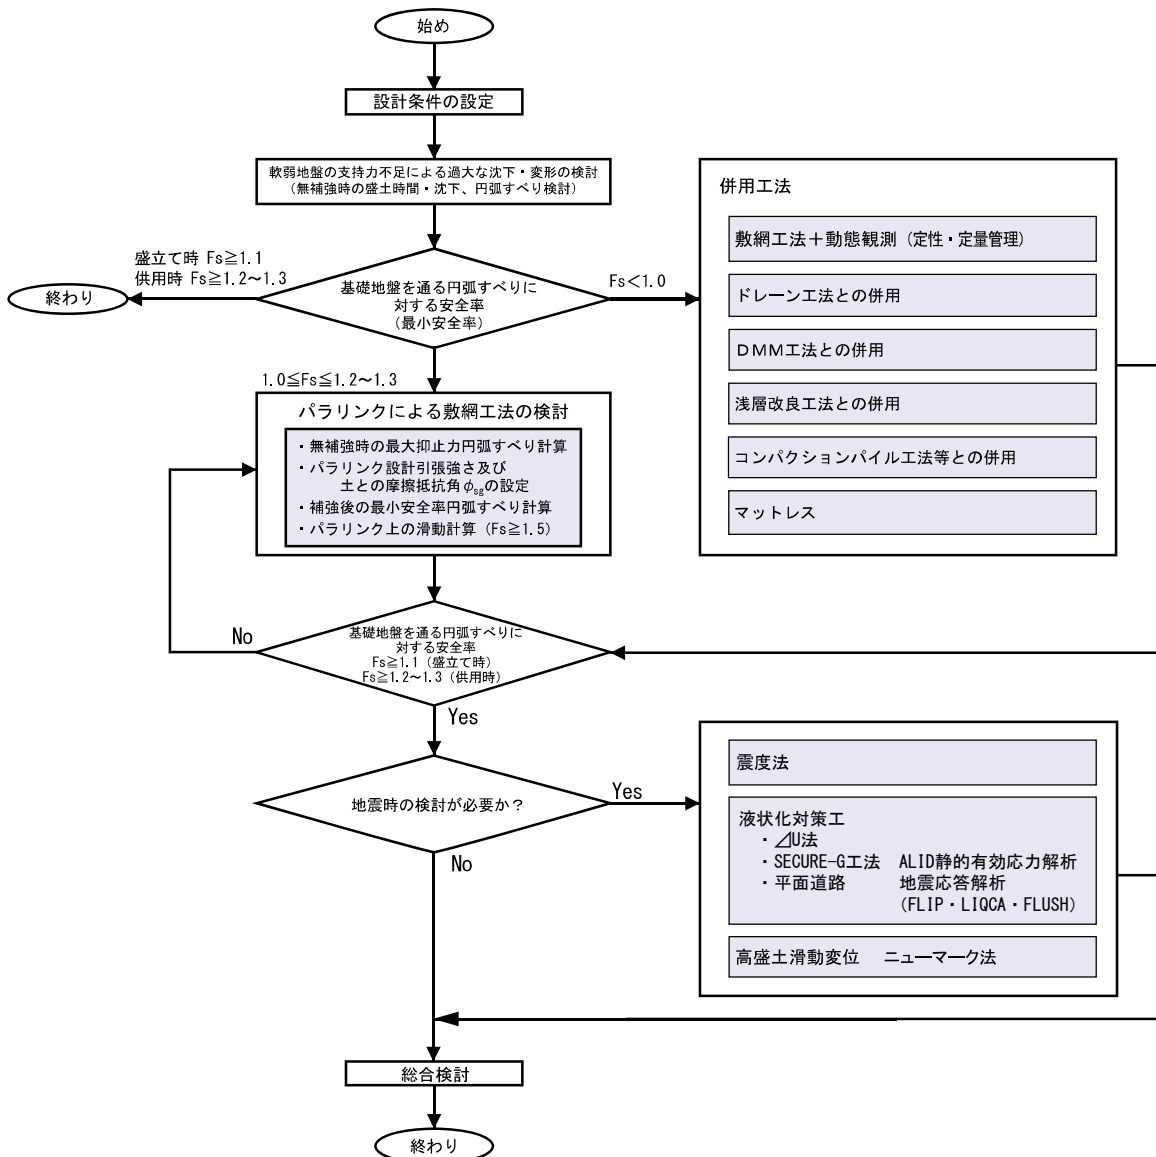 始め
設計条件の設定
軟弱地盤の支持力不足による過大な沈下・変形の検討
(無補強時の盛土時間・沈下、円弧すべり検討)
盛立て時 Fs≧1.1
供用時 Fs≧1.2～1.3
終わり
基礎地盤を通る円弧すべりに
対する安全率
(最小安全率)
Fs＜1.0
1.0≦Fs≦1.2～1.3
パラリンクによる敷網工法の検討
・無補強時の最大抑止力円弧すべり計算
・パラリンク設計引張強さ及び
土との摩擦抵抗角φsgの設定
・補強後の最小安全率円弧すべり計算
・パラリンク上の滑動計算 (Fs≧1.5)
併用工法
敷網工法＋動態観測 (定性・定量管理)
ドレーン工法との併用
ＤＭＭ工法との併用
浅層改良工法との併用
コンパクションパイル工法等との併用
マットレス
No
基礎地盤を通る円弧すべりに
対する安全率
Fs≧1.1 (盛立て時)
Fs≧1.2～1.3 (供用時)
Yes
地震時の検討が必要か？
Yes
No
震度法
液状化対策工
・⊿U法
・SECURE-G工法 ALID静的有効応力解析
・平面道路 地震応答解析
(FLIP・LIQCA・FLUSH)
高盛土滑動変位 ニューマーク法
総合検討
終わり